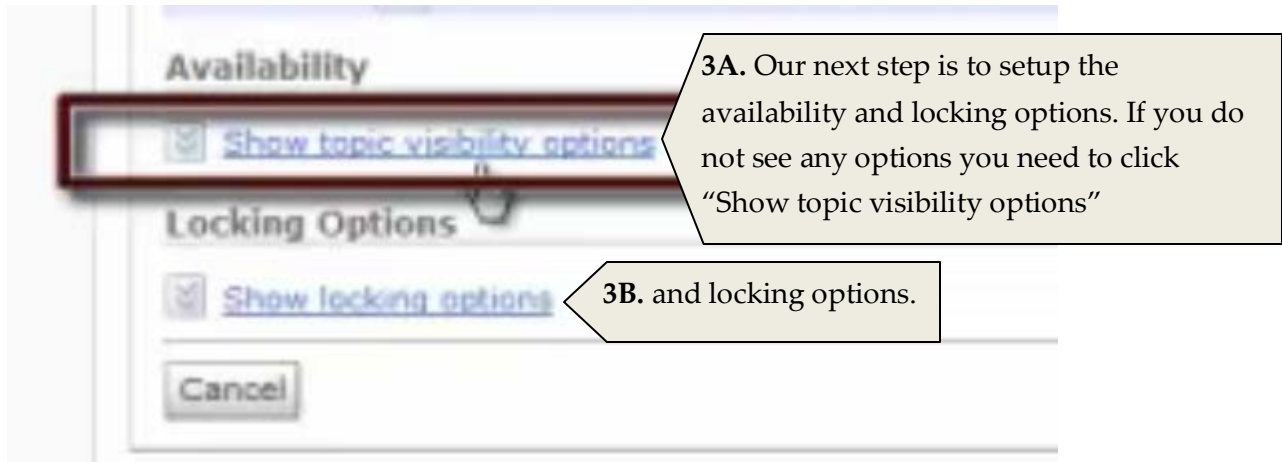 Availability
Show topic visibility options
3A. Our next step is to setup the
availability and locking options. If you do
not see any options you need to click
“Show topic visibility options”
Locking Options
Show locking options
3B. and locking options.
Cancel